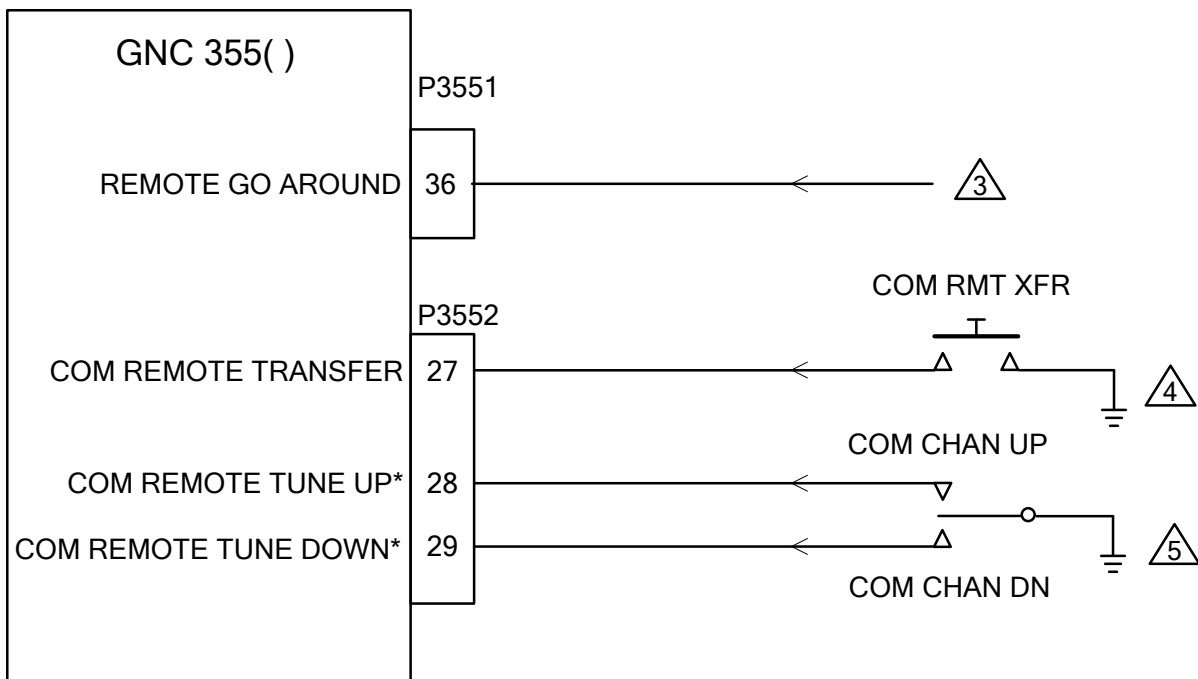 GNC 355( )
P3551
REMOTE GO AROUND 36
3
COM RMT XFR
P3552
COM REMOTE TRANSFER 27
4
COM CHAN UP
COM REMOTE TUNE UP* 28
COM REMOTE TUNE DOWN* 29
5
COM CHAN DN